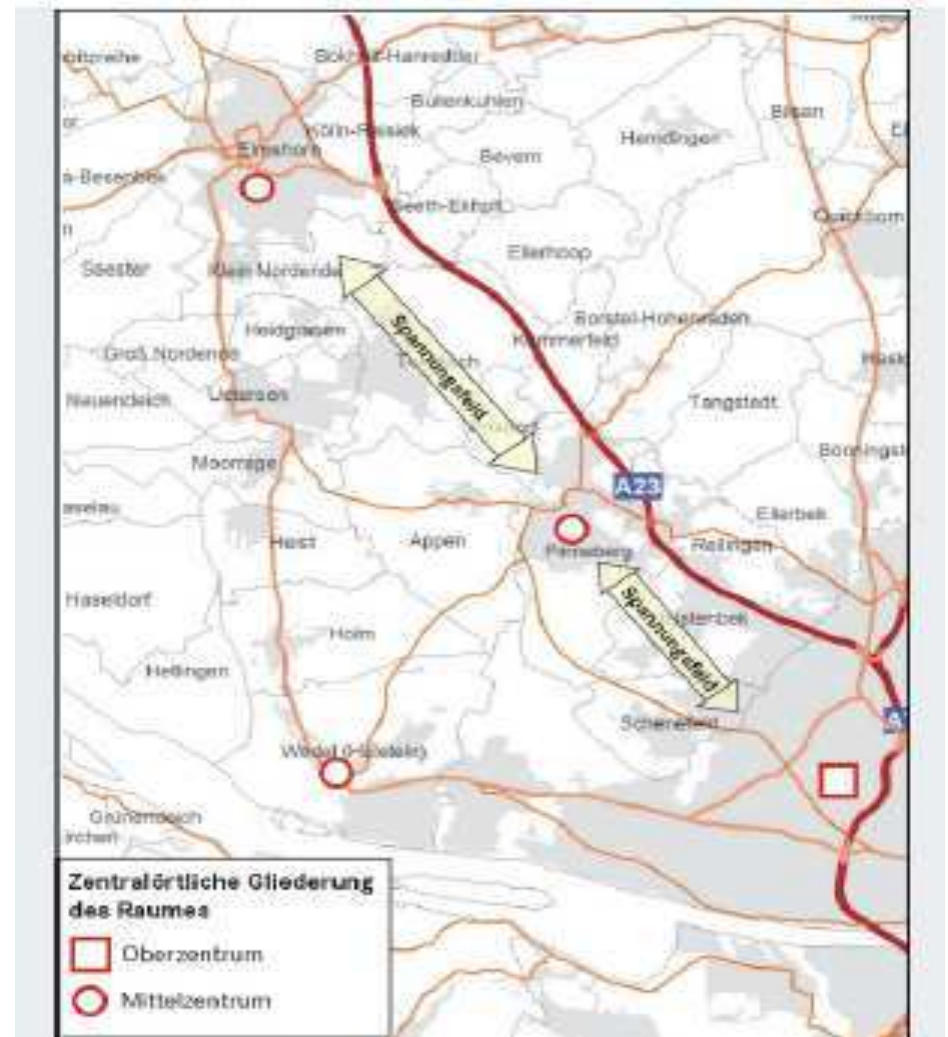 Bokholt-Hanredder
Bullenkuhlen
Bilsen
Kölln-Reisiek
Hemdingen
Elmshorn
Bevern
Seeth-Ekholt
Quickborn
Ellerhoop
Seester
Klein Nordende
Borstel-Hohenraden
Heidgraben
Kummerfeld
Spannungsfeld
Groß Nordende
Neuendeich
Uetersen
Tangstedt
Moorrege
A23
Ellerbek
Heist
Appen
Pinneberg
Rellingen
Haseldorf
Spannungsfeld
Holm
Hetlingen
Schenefeld
Wedel (Holstein)
Grünendeich
Zentralörtliche Gliederung
des Raumes
Oberzentrum
Mittelzentrum